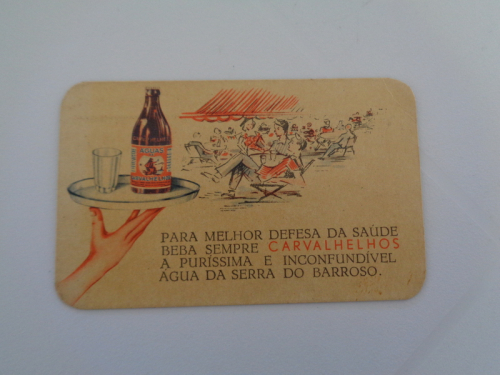 PARA MELHOR DEFESA DA SAÚDE
BEBA SEMPRE CARVALHELHOS
A PURÍSSIMA E INCONFUNDÍVEL
ÁGUA DA SERRA DO BARROSO.